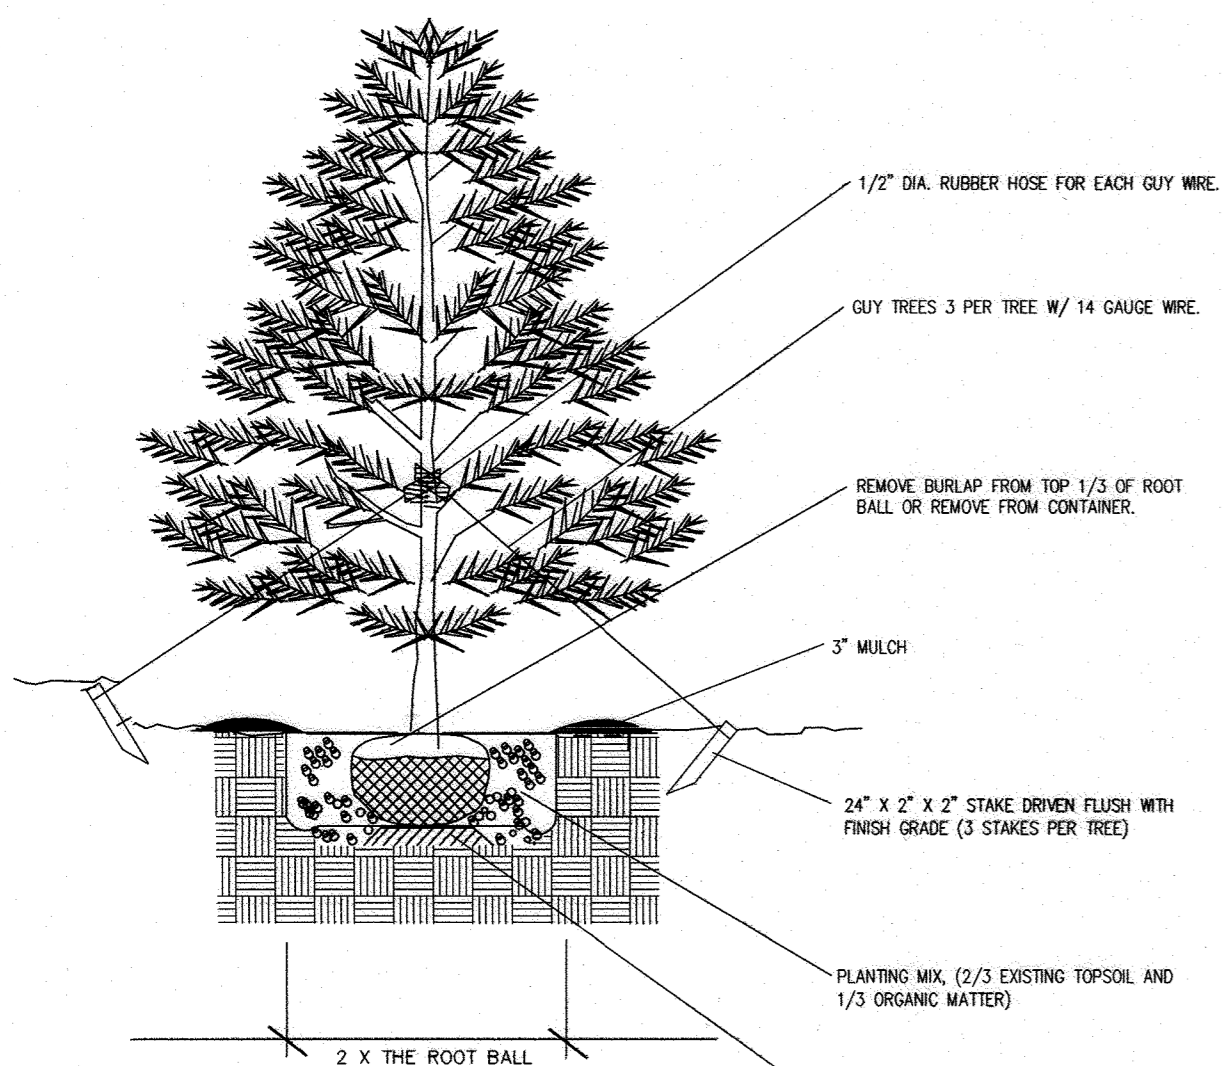 1/2" DIA. RUBBER HOSE FOR EACH GUY WIRE.
GUY TREES 3 PER TREE W/ 14 GAUGE WIRE.
REMOVE BURLAP FROM TOP 1/3 OF ROOT
BALL OR REMOVE FROM CONTAINER.
3" MULCH
24" X 2" X 2" STAKE DRIVEN FLUSH WITH
FINISH GRADE (3 STAKES PER TREE)
PLANTING MIX, (2/3 EXISTING TOPSOIL AND
1/3 ORGANIC MATTER)
2 X THE ROOT BALL